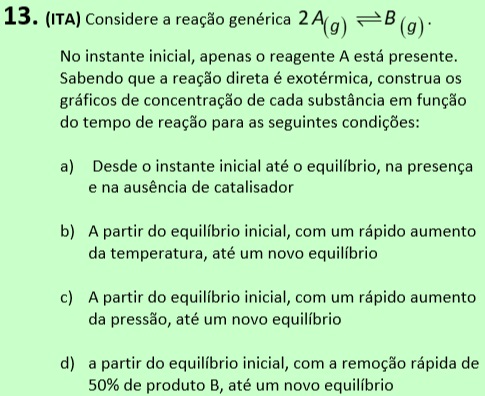 13. (ITA) Considere a reação genérica 2 A(g) ⇌ B(g).
No instante inicial, apenas o reagente A está presente.
Sabendo que a reação direta é exotérmica, construa os
gráficos de concentração de cada substância em função
do tempo de reação para as seguintes condições:
a) Desde o instante inicial até o equilíbrio, na presença
e na ausência de catalisador
b) A partir do equilíbrio inicial, com um rápido aumento
da temperatura, até um novo equilíbrio
c) A partir do equilíbrio inicial, com um rápido aumento
da pressão, até um novo equilíbrio
d) a partir do equilíbrio inicial, com a remoção rápida de
50% de produto B, até um novo equilíbrio